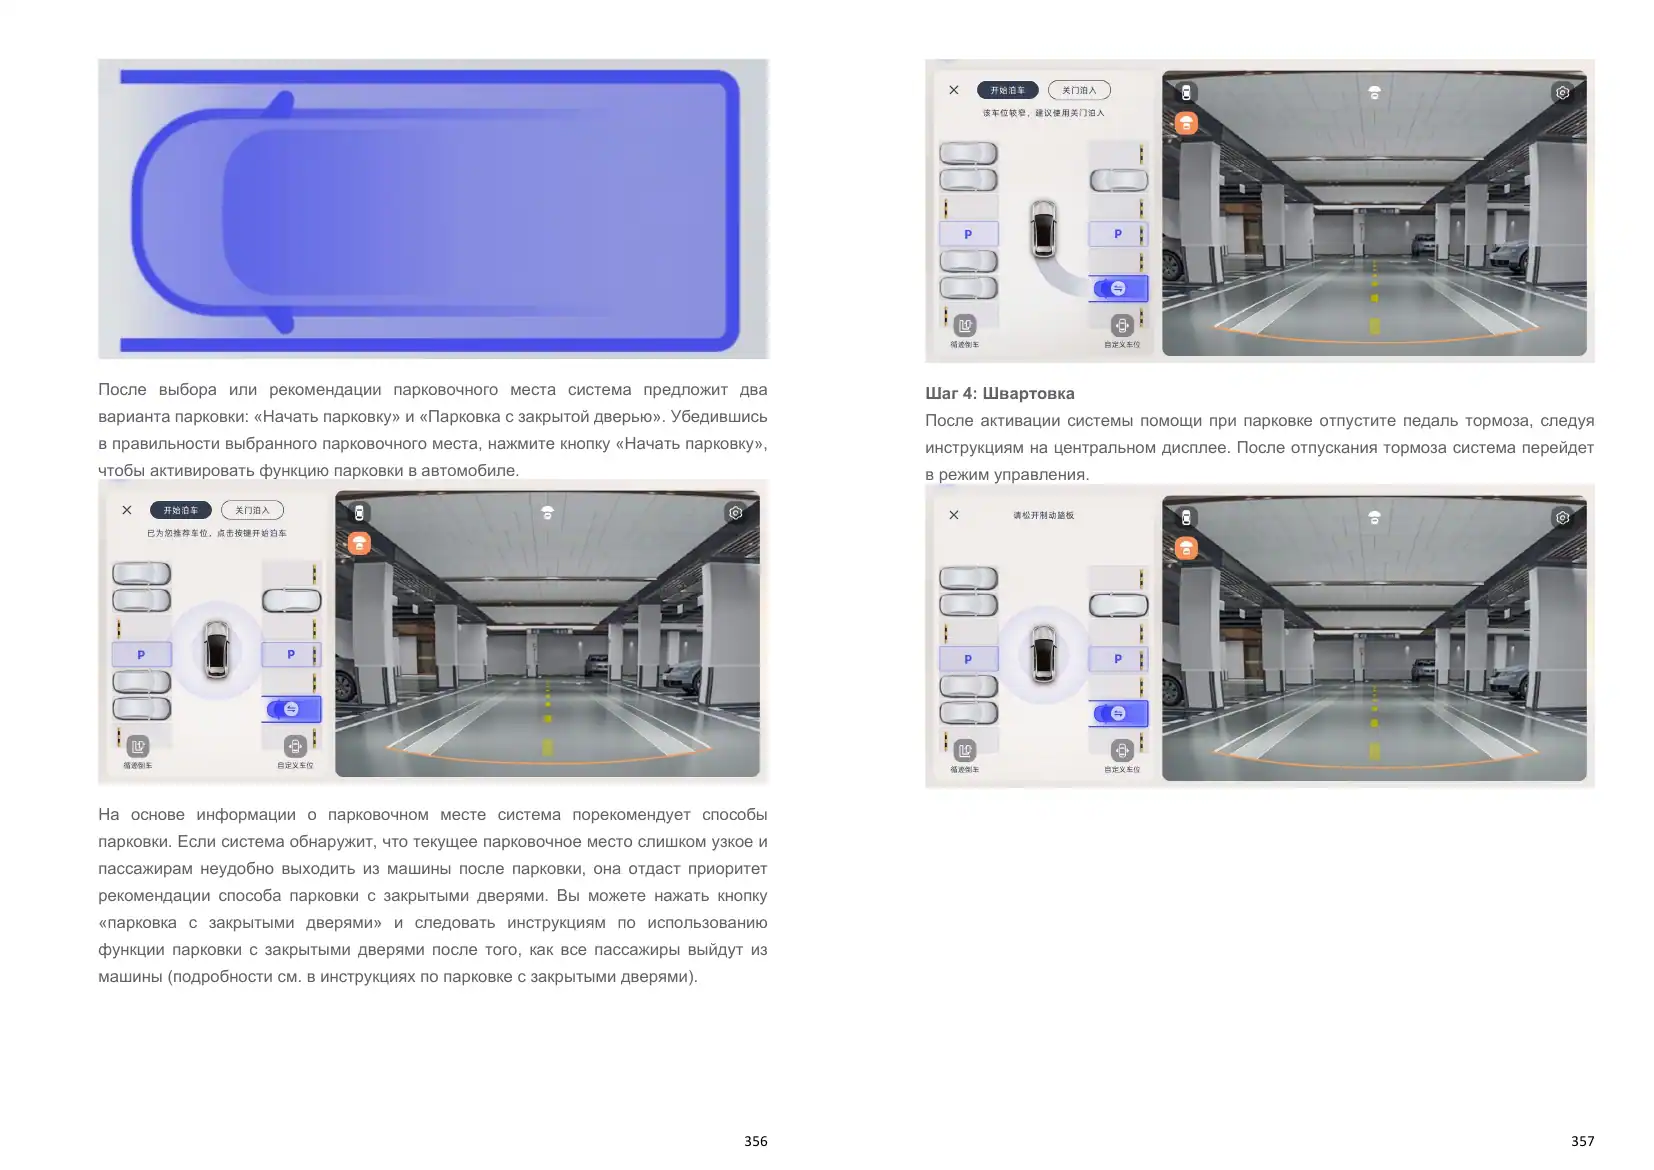 После выбора или рекомендации парковочного места система предложит два
варианта парковки: «Начать парковку» и «Парковка с закрытой дверью». Убедившись
в правильности выбранного парковочного места, нажмите кнопку «Начать парковку»,
чтобы активировать функцию парковки в автомобиле.
开始泊车 关门泊入
已为您推荐车位，点击按键开始泊车
P P
循迹倒车 自定义车位
На основе информации о парковочном месте система порекомендует способы
парковки. Если система обнаружит, что текущее парковочное место слишком узкое и
пассажирам неудобно выходить из машины после парковки, она отдаст приоритет
рекомендации способа парковки с закрытыми дверями. Вы можете нажать кнопку
«парковка с закрытыми дверями» и следовать инструкциям по использованию
функции парковки с закрытыми дверями после того, как все пассажиры выйдут из
машины (подробности см. в инструкциях по парковке с закрытыми дверями).
356
开始泊车 关门泊入
该车位较窄，建议使用关门泊入
P P
循迹倒车 自定义车位
Шаг 4: Швартовка
После активации системы помощи при парковке отпустите педаль тормоза, следуя
инструкциям на центральном дисплее. После отпускания тормоза система перейдет
в режим управления.
请松开制动踏板
P P
循迹倒车 自定义车位
357